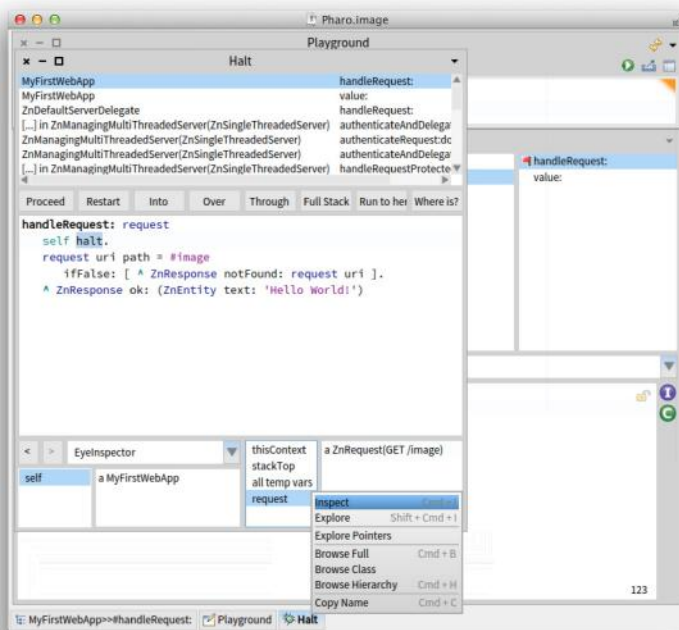 Pharo.image
Playground
Halt
MyFirstWebApp handleRequest:
MyFirstWebApp value:
ZnDefaultServerDelegate handleRequest:
[...] in ZnManagingMultiThreadedServer(ZnSingleThreadedServer) authenticateAndDelega
ZnManagingMultiThreadedServer(ZnSingleThreadedServer) authenticateRequest:do
ZnManagingMultiThreadedServer(ZnSingleThreadedServer) authenticateAndDelega
[...] in ZnManagingMultiThreadedServer(ZnSingleThreadedServer) handleRequestProtecte
handleRequest:
value:
Proceed Restart Into Over Through Full Stack Run to her Where is?
handleRequest: request
self halt.
request uri path = #image
ifFalse: [ ^ ZnResponse notFound: request uri ].
^ ZnResponse ok: (ZnEntity text: 'Hello World!')
I
C
< > EyeInspector
self a MyFirstWebApp
thisContext a ZnRequest(GET /image)
stackTop
all temp vars
request
Inspect Cmd + I
Explore Shift + Cmd + I
Explore Pointers
Browse Full Cmd + B
Browse Class
Browse Hierarchy Cmd + H
Copy Name Cmd + C
123
MyFirstWebApp>>#handleRequest: Playground Halt